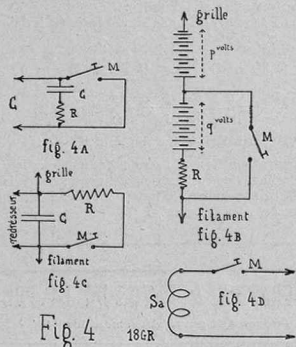 grille
p volts
M
C
G
R
fig. 4A
q volts
M
R
grille
redresseur
C
R
M
filament
fig. 4C
filament
fig. 4B
Sa
M
fig. 4D
Fig. 4
18GR